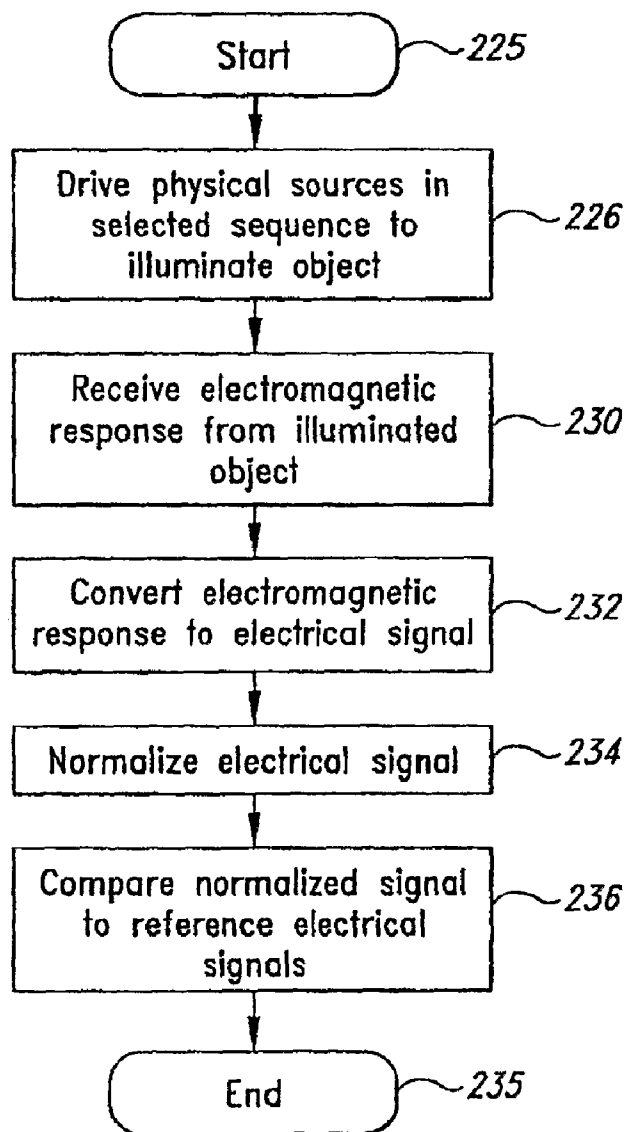 Start
225
Drive physical sources in
selected sequence to
illuminate object
226
Receive electromagnetic
response from illuminated
object
230
Convert electromagnetic
response to electrical signal
232
Normalize electrical signal
234
Compare normalized signal
to reference electrical
signals
236
End
235